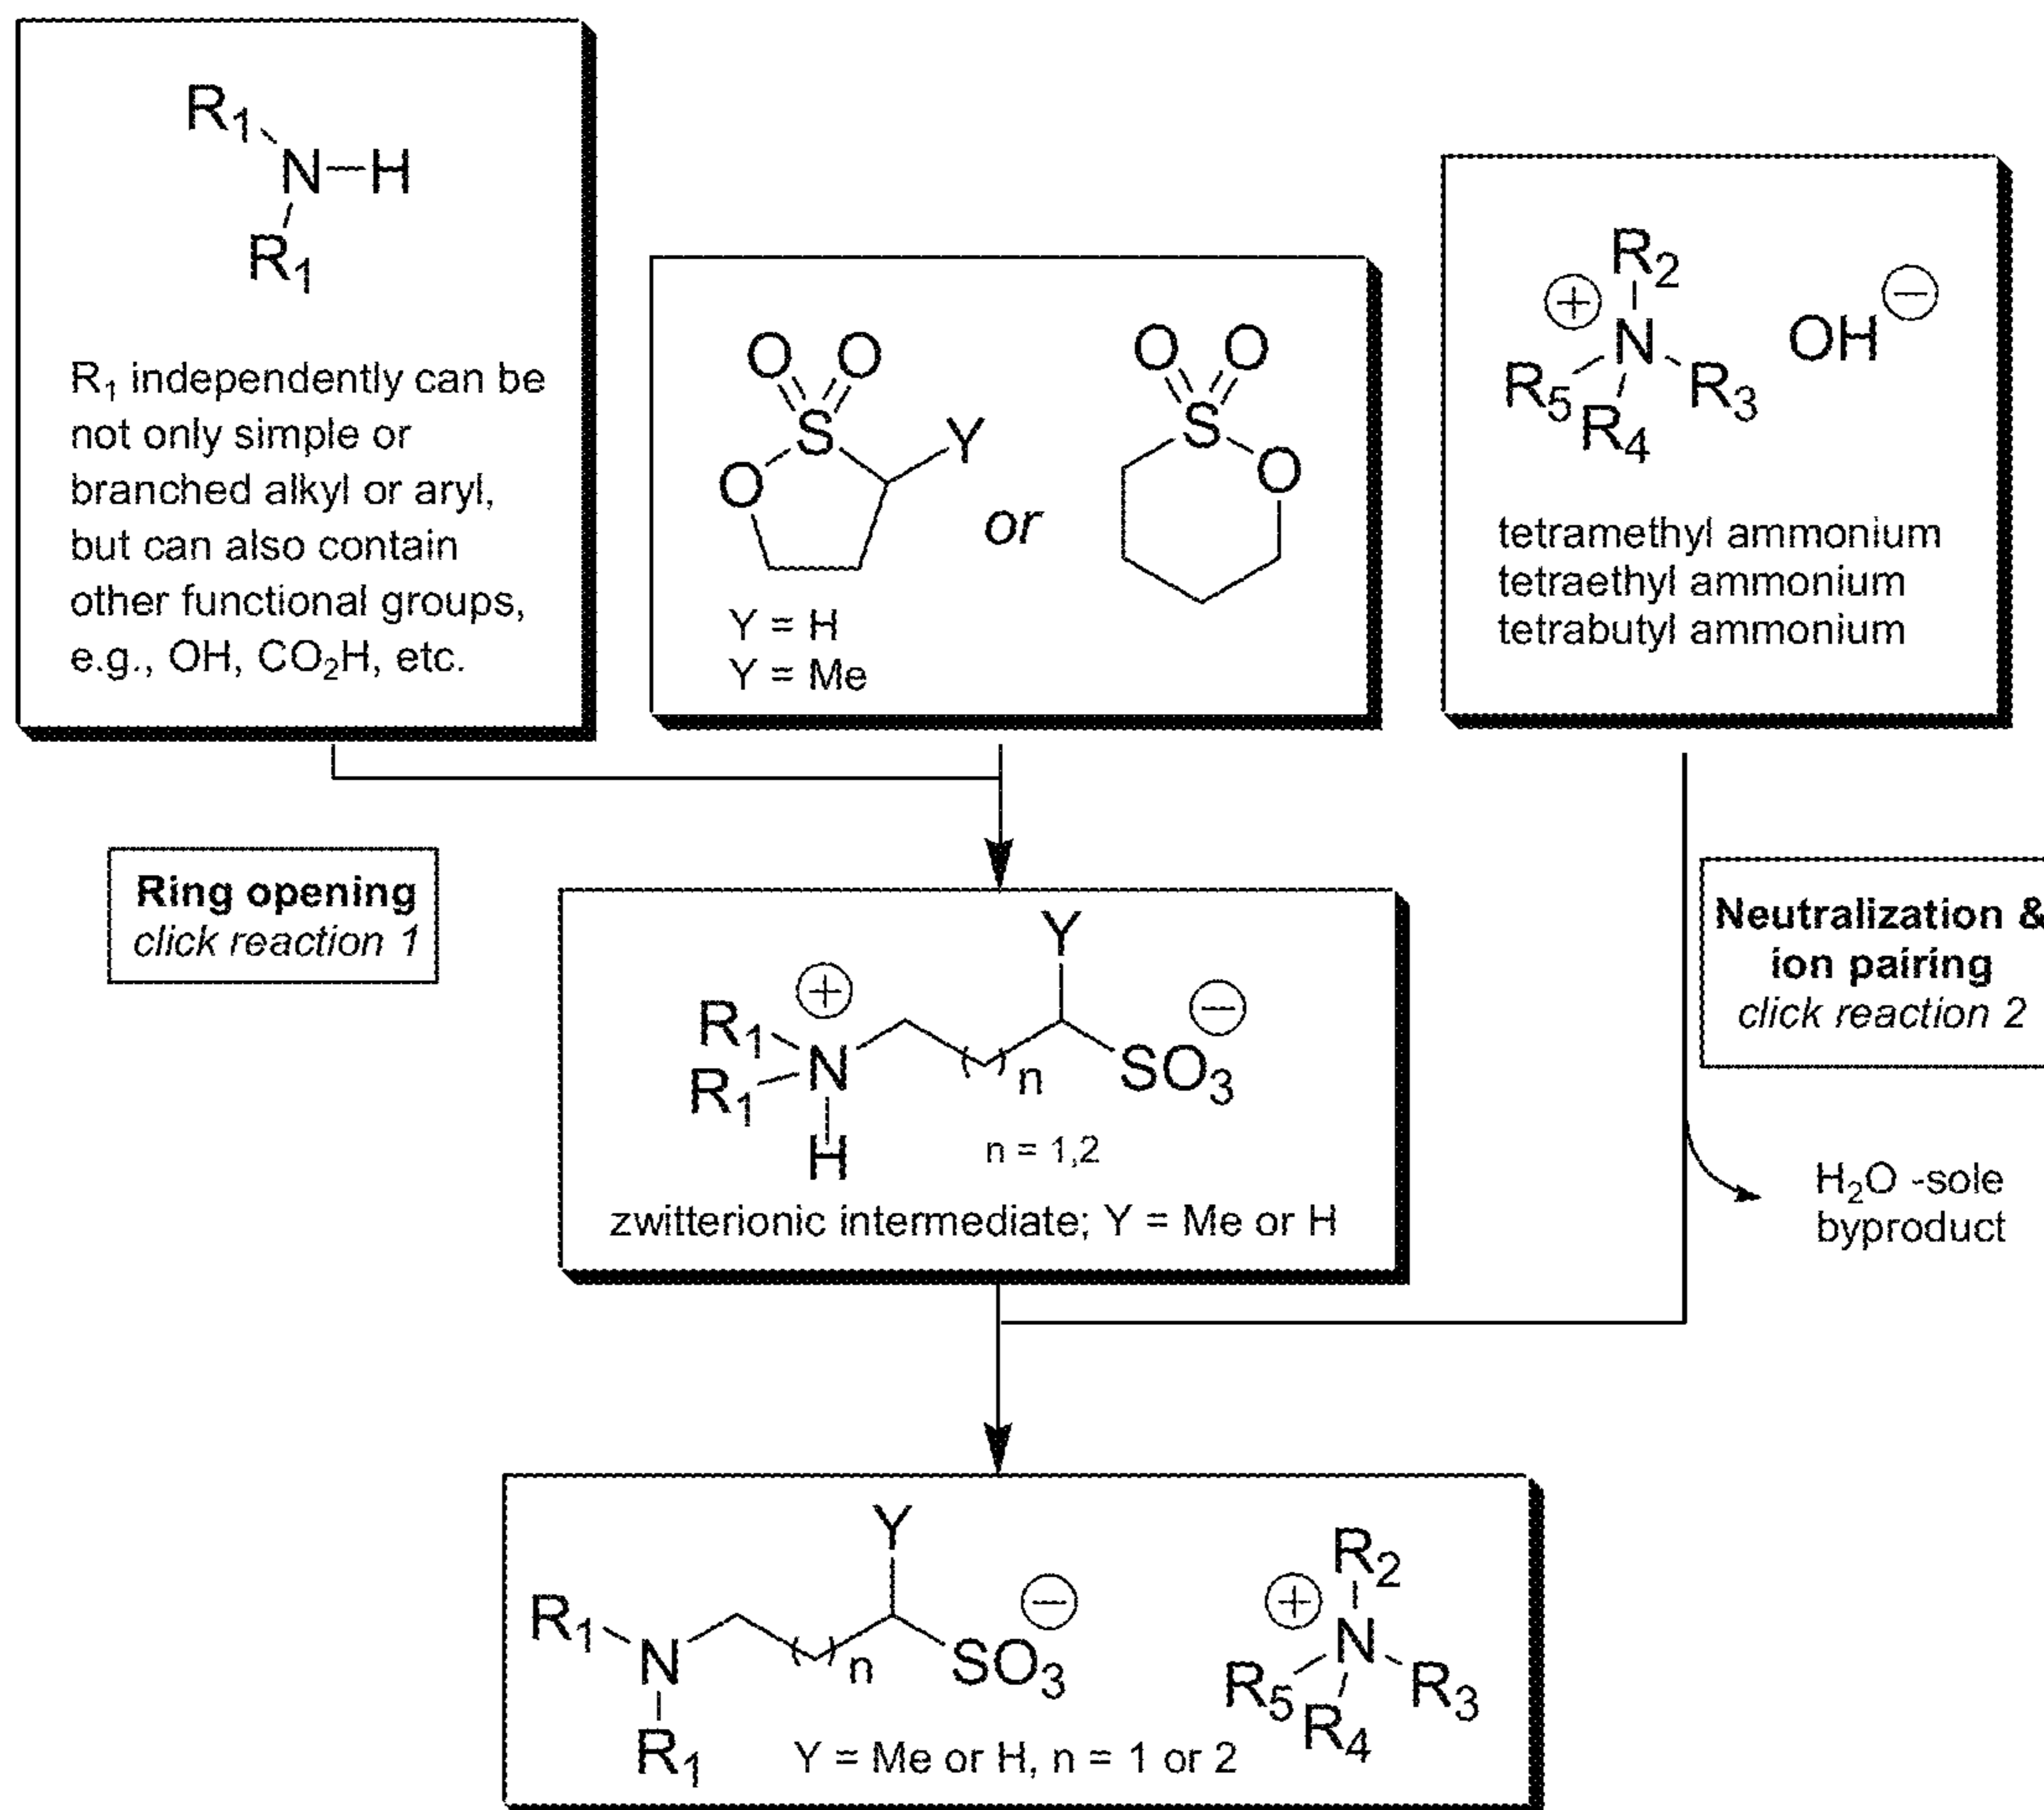 R₁
N—H
R₁
R₁ independently can be
not only simple or
branched alkyl or aryl,
but can also contain
other functional groups,
e.g., OH, CO₂H, etc.
O O
S Y
O
or
O O
S
O
Y = H
Y = Me
R₂
⊕ N OH ⊖
R₅ R₄ R₃
tetramethyl ammonium
tetraethyl ammonium
tetrabutyl ammonium
Ring opening
click reaction 1
Y
R₁ ⊕ ⊖
R₁ N ( ) n SO₃
H
n = 1,2
zwitterionic intermediate; Y = Me or H
Neutralization &
ion pairing
click reaction 2
H₂O -sole
byproduct
Y
R₁ N ( ) n SO₃ ⊖
R₁
R₂
⊕ N
R₅ R₄ R₃
Y = Me or H, n = 1 or 2